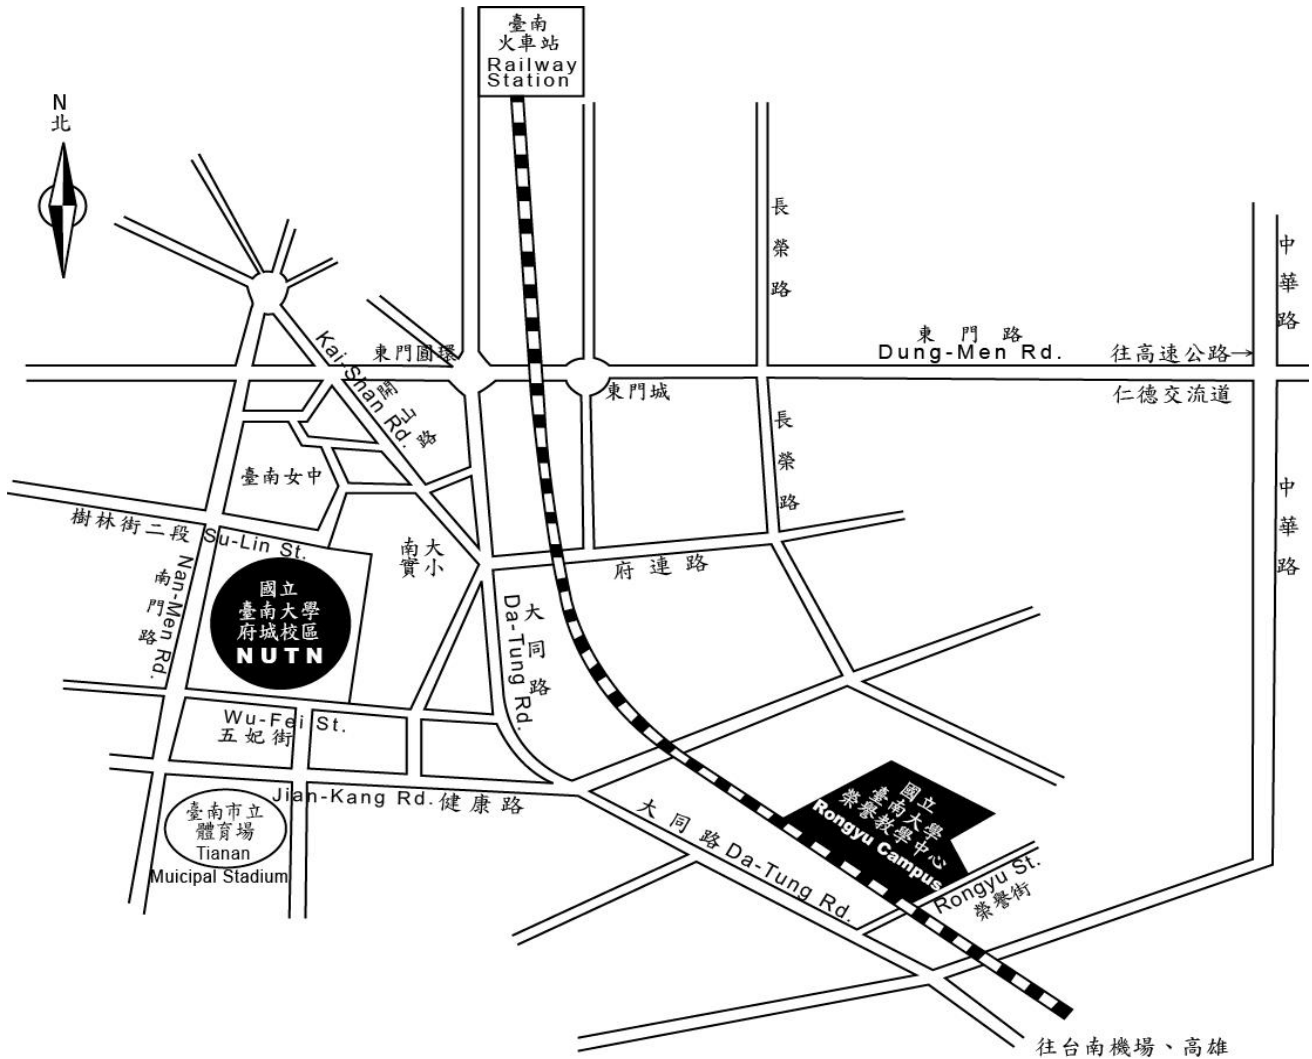 臺南
火車站
Railway
Station
N
北
長榮路
中華路
東門路
Dung-Men Rd.
往高速公路→
仁德交流道
東門圓環
東門城
Kai-Shan Rd.
開山路
長榮路
中華路
臺南女中
樹林街二段
Su-Lin St.
南大
實小
府連路
Nan-Men Rd.
南門路
國立
臺南大學
府城校區
NUTN
Da-Tung Rd.
大同路
Wu-Fei St.
五妃街
Jian-Kang Rd. 健康路
臺南市立
體育場
Tianan
Muicipal Stadium
大同路 Da-Tung Rd.
國立
臺南大學
榮譽教學中心
Rongyu Campus
Rongyu St.
榮譽街
往台南機場、高雄